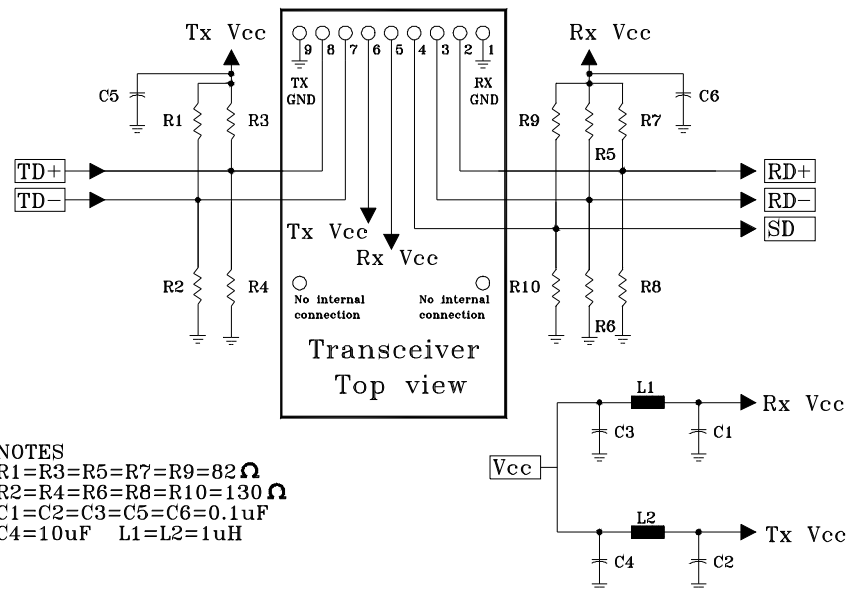 Tx Vcc
Rx Vcc
9 8 7 6 5 4 3 2 1
TX
GND
RX
GND
C5
C6
R1
R3
R9
R7
R5
TD+
TD-
RD+
RD-
SD
Tx Vcc
Rx Vcc
R2
R4
R10
R8
R6
No internal
connection
No internal
connection
Transceiver
Top view
L1
Rx Vcc
C3
C1
Vcc
L2
Tx Vcc
C4
C2
NOTES
R1=R3=R5=R7=R9=82Ω
R2=R4=R6=R8=R10=130Ω
C1=C2=C3=C5=C6=0.1uF
C4=10uF L1=L2=1uH